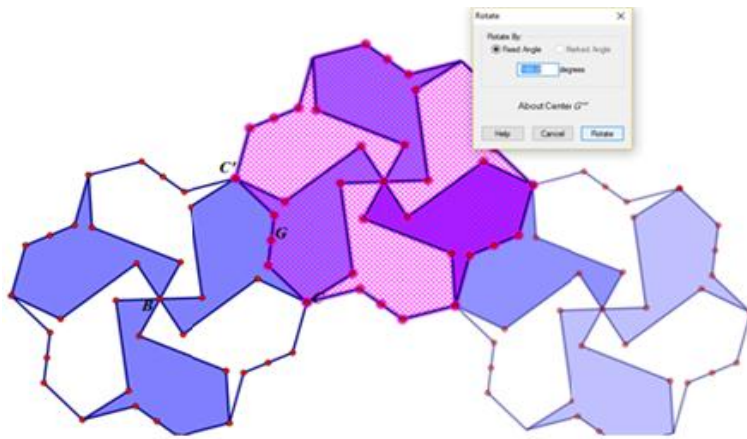 Rotate
Rotate By:
Fixed Angle
Marked Angle
degrees
About Center G'''
Help
Cancel
Rotate
C'
G
B